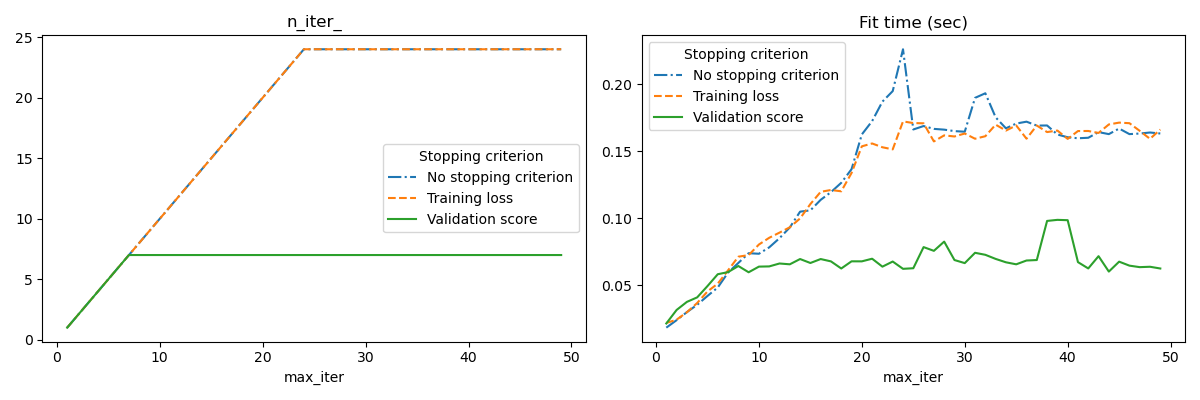 n_iter_
25
20
15
10
5
0
Stopping criterion
No stopping criterion
Training loss
Validation score
0 10 20 30 40 50
max_iter
Fit time (sec)
Stopping criterion
No stopping criterion
Training loss
Validation score
0.20
0.15
0.10
0.05
0 10 20 30 40 50
max_iter